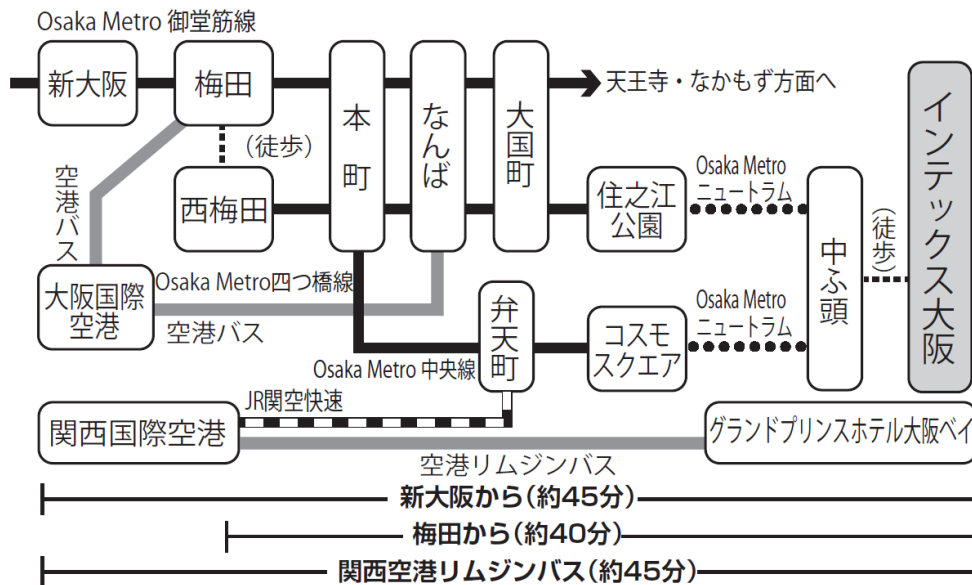 Osaka Metro 御堂筋線
新大阪
梅田
本町
なんば
大国町
天王寺・なかもず方面へ
インテックス大阪
(徒歩)
空港バス
西梅田
住之江
公園
Osaka Metro
ニュートラム
中ふ頭
(徒歩)
大阪国際
空港
Osaka Metro四つ橋線
空港バス
弁天町
コスモ
スクエア
Osaka Metro
ニュートラム
Osaka Metro 中央線
JR関空快速
関西国際空港
グランドプリンスホテル大阪ベイ
空港リムジンバス
新大阪から(約45分)
梅田から(約40分)
関西空港リムジンバス(約45分)